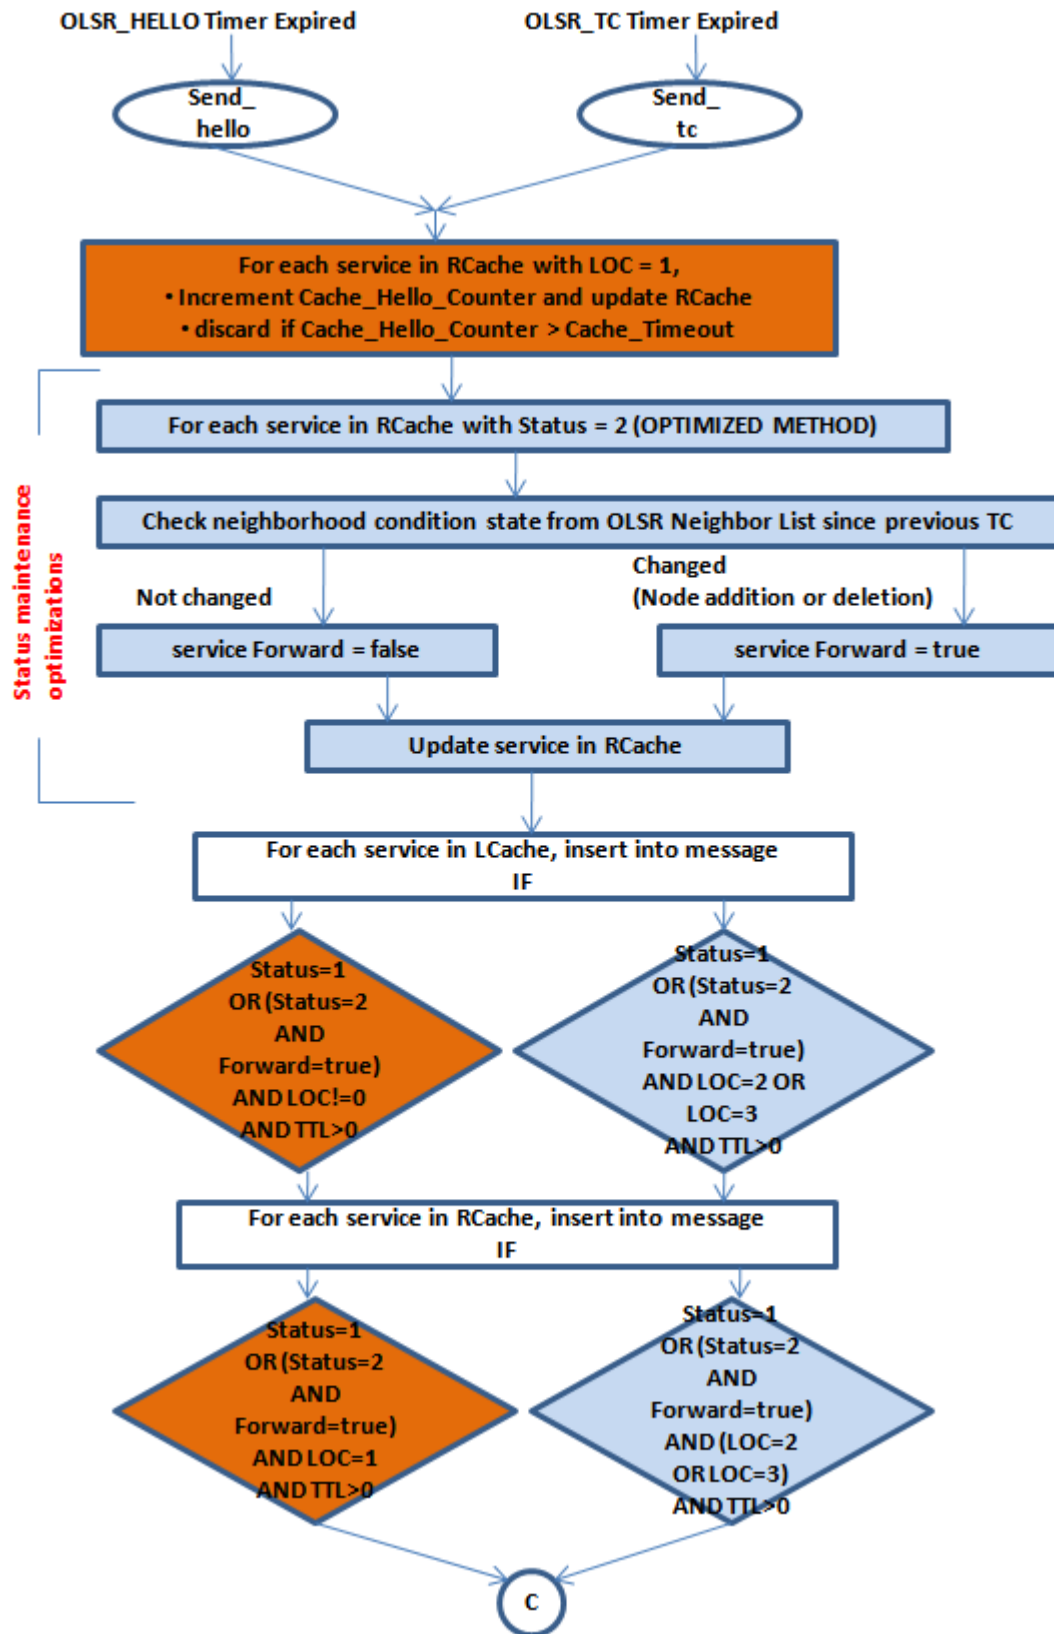 OLSR_HELLO Timer Expired
OLSR_TC Timer Expired
Send_
hello
Send_
tc
For each service in RCache with LOC = 1,
• Increment Cache_Hello_Counter and update RCache
• discard if Cache_Hello_Counter > Cache_Timeout
Status maintenance
optimizations
For each service in RCache with Status = 2 (OPTIMIZED METHOD)
Check neighborhood condition state from OLSR Neighbor List since previous TC
Not changed
Changed
(Node addition or deletion)
service Forward = false
service Forward = true
Update service in RCache
For each service in LCache, insert into message
IF
Status=1
OR (Status=2
AND
Forward=true)
AND LOC!=0
AND TTL>0
Status=1
OR (Status=2
AND
Forward=true)
AND LOC=2 OR
LOC=3
AND TTL>0
For each service in RCache, insert into message
IF
Status=1
OR (Status=2
AND
Forward=true)
AND LOC=1
AND TTL>0
Status=1
OR (Status=2
AND
Forward=true)
AND (LOC=2
OR LOC=3)
AND TTL>0
C